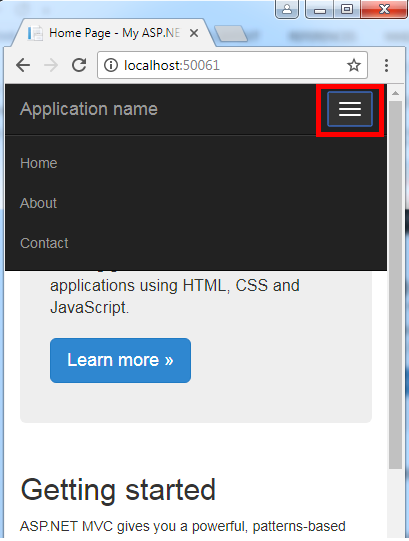 Home Page - My ASP.NE
localhost:50061
Application name
Home
About
Contact
applications using HTML, CSS and
JavaScript.
Learn more »
Getting started
ASP.NET MVC gives you a powerful, patterns-based